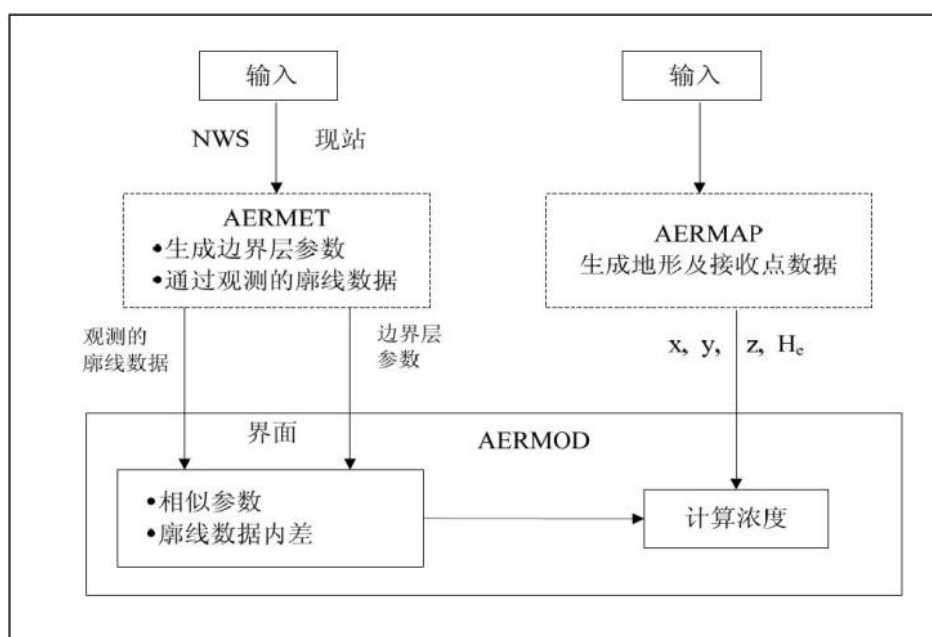 输入
输入
NWS 现站
AERMET
•生成边界层参数
•通过观测的廓线数据
AERMAP
生成地形及接收点数据
观测的
廓线数据
边界层
参数
x, y, z, Hₑ
界面
AERMOD
•相似参数
•廓线数据内差
计算浓度